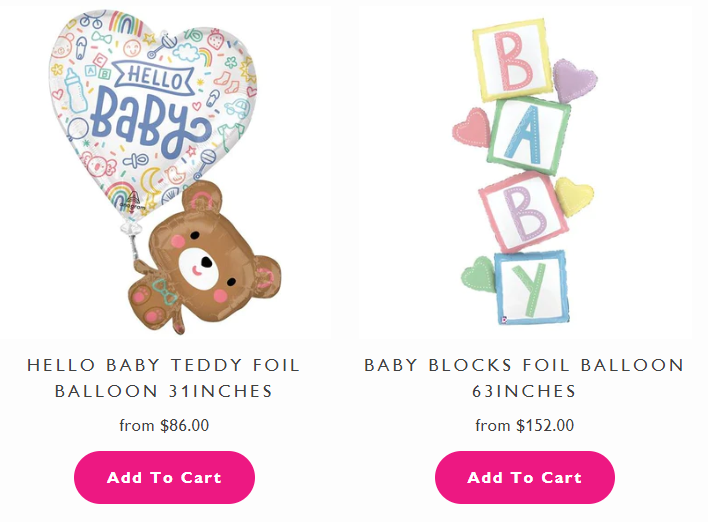 HELLO
BaBy
A
B
C
anagram
B
A
B
Y
HELLO BABY TEDDY FOIL
BALLOON 31INCHES
from $86.00
Add To Cart
BABY BLOCKS FOIL BALLOON
63INCHES
from $152.00
Add To Cart